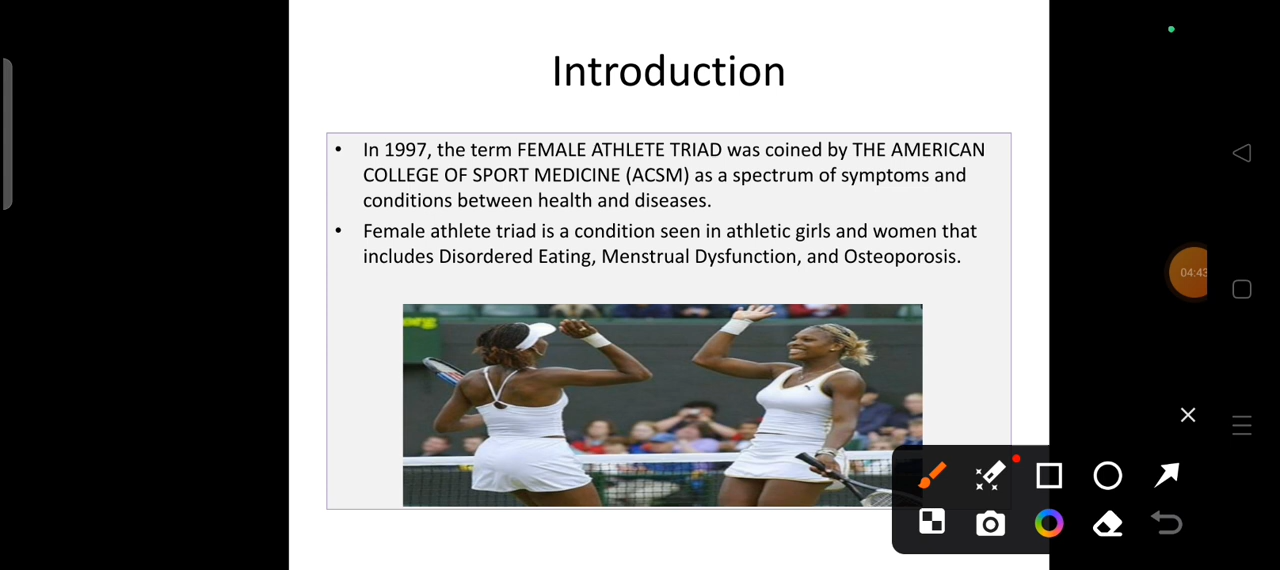 Introduction
• In 1997, the term FEMALE ATHLETE TRIAD was coined by THE AMERICAN
COLLEGE OF SPORT MEDICINE (ACSM) as a spectrum of symptoms and
conditions between health and diseases.
• Female athlete triad is a condition seen in athletic girls and women that
includes Disordered Eating, Menstrual Dysfunction, and Osteoporosis.
04:43